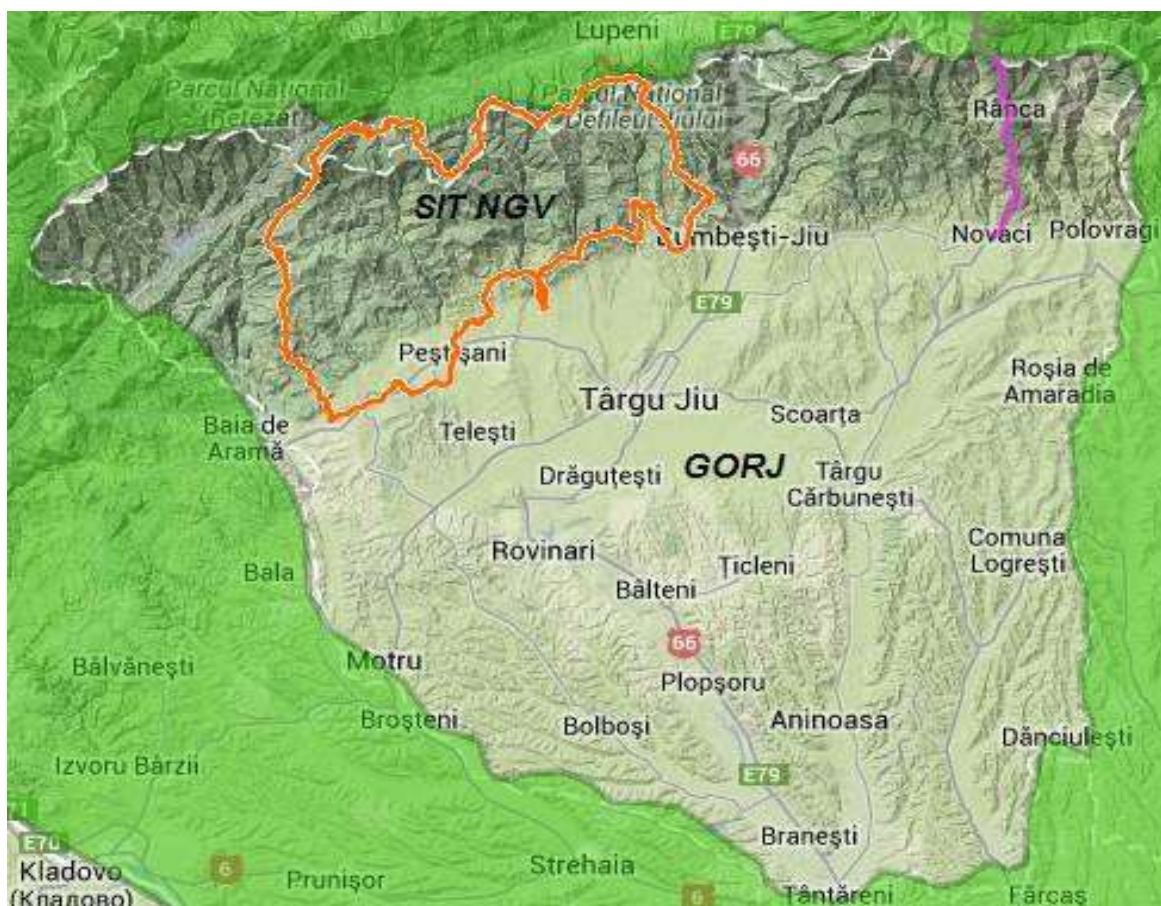 Lupeni
E79
Parcul Național
Retezat
Parcul Național
Defileul Jiului
Rânca
66
SIT NGV
Bumbești-Jiu
Novaci
Polovragi
E79
Peștișani
Roșia de
Amaradia
Târgu Jiu
Scoarța
Baia de
Aramă
Telești
GORJ
Drăguțești
Târgu
Cărbunești
Rovinari
Comuna
Logrești
Țicleni
Bala
Bâlteni
66
Motru
Bâlvănești
Plopșoru
Broșteni
Bolboși
Aninoasa
Dănciulești
Izvoru Bârzii
E79
71
E70
Branești
Kladovo
(Кладово)
6
Strehaia
Prunișor
6
Țânțăreni
Fărcaș